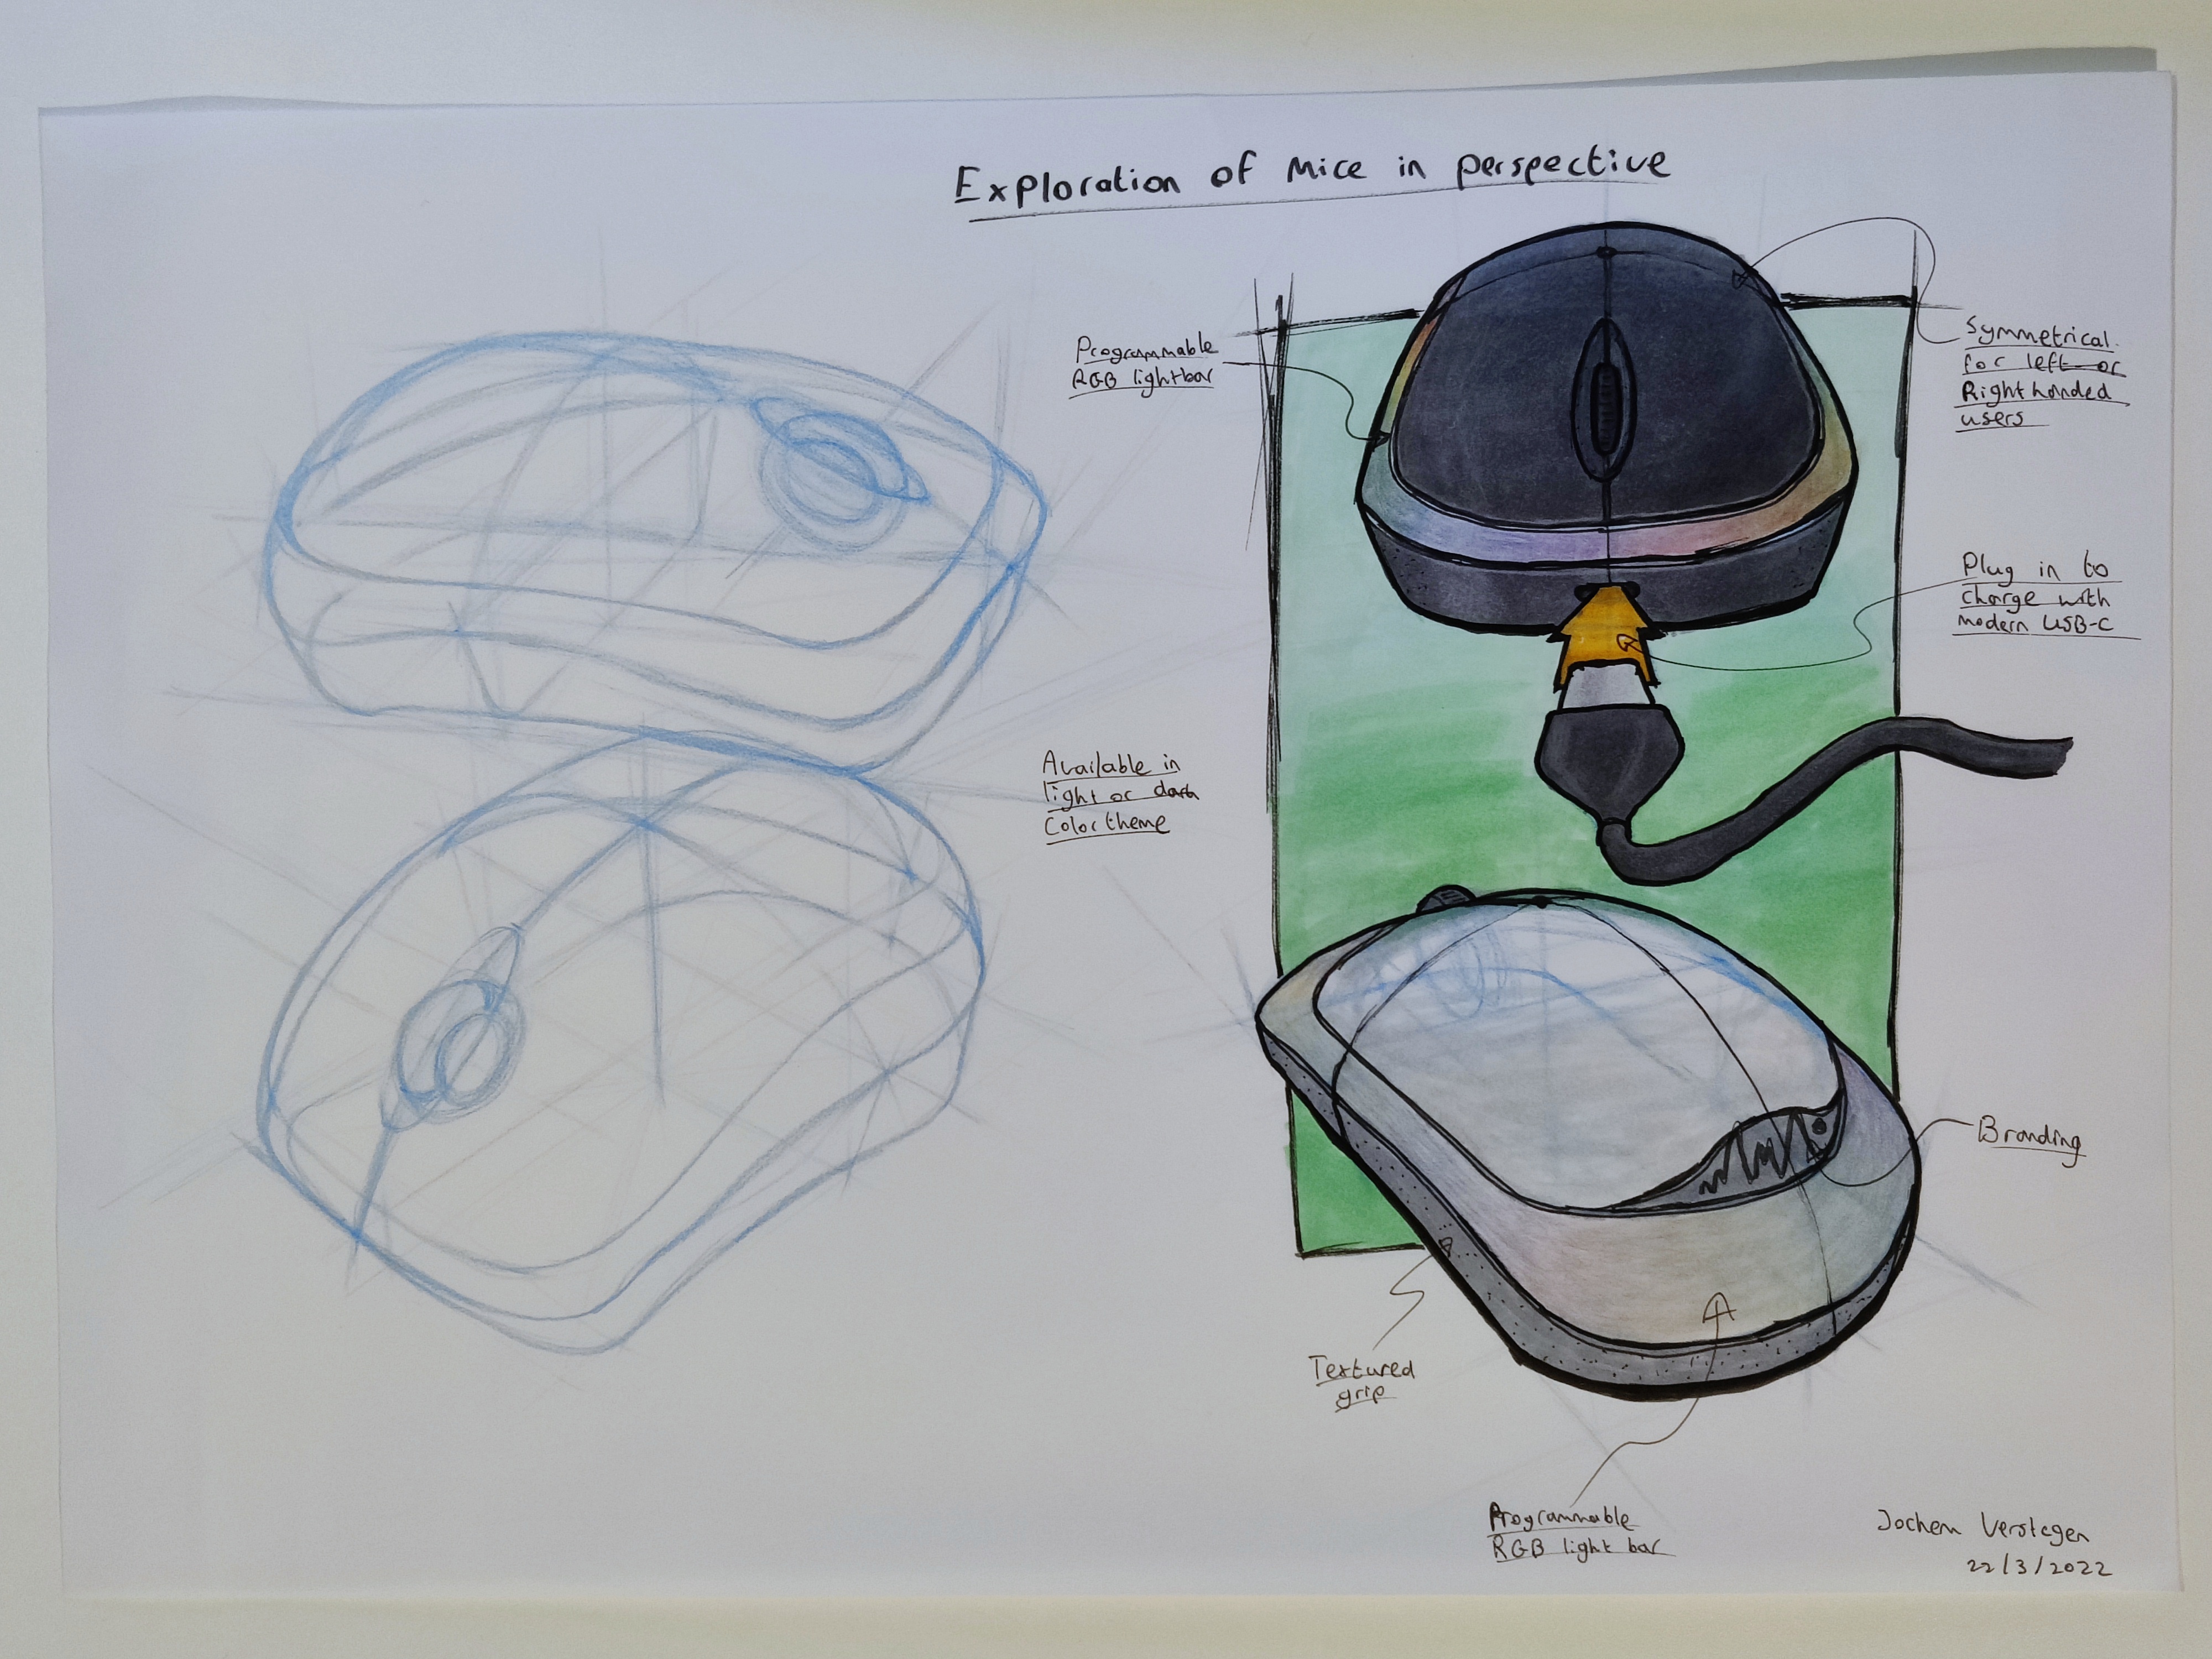 Exploration of Mice in perspective
Programmable
RGB lightbar
Symmetrical
for left or
Right handed
users
Plug in to
charge with
modern USB-C
Available in
light or dark
Color theme
Branding
Textured
grip
Programmable
RGB light bar
Jochem Verstegen
22/3/2022